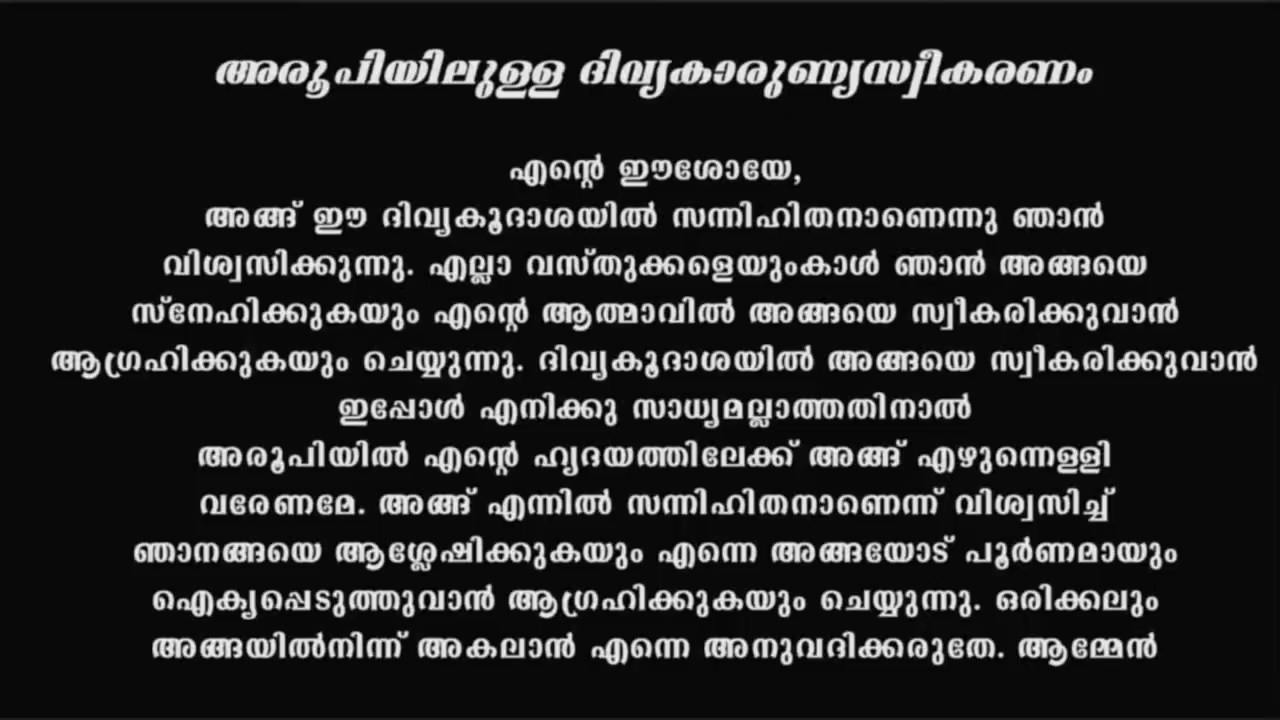 അരൂപിയിലുള്ള ദിവ്യകാരുണ്യസ്വീകരണം
എന്റെ ഈശോയേ,
അങ്ങ് ഈ ദിവ്യകൂദാശയിൽ സന്നിഹിതനാണെന്നു ഞാൻ
വിശ്വസിക്കുന്നു. എല്ലാ വസ്തുക്കളെയുംകാൾ ഞാൻ അങ്ങയെ
സ്നേഹിക്കുകയും എന്റെ ആത്മാവിൽ അങ്ങയെ സ്വീകരിക്കുവാൻ
ആഗ്രഹിക്കുകയും ചെയ്യുന്നു. ദിവ്യകൂദാശയിൽ അങ്ങയെ സ്വീകരിക്കുവാൻ
ഇപ്പോൾ എനിക്കു സാധ്യമല്ലാത്തതിനാൽ
അരൂപിയിൽ എന്റെ ഹൃദയത്തിലേക്ക് അങ്ങ് എഴുന്നെള്ളി
വരേണമേ. അങ്ങ് എന്നിൽ സന്നിഹിതനാണെന്ന് വിശ്വസിച്ച്
ഞാനങ്ങയെ ആശ്ലേഷിക്കുകയും എന്നെ അങ്ങയോട് പൂർണമായും
ഐക്യപ്പെടുത്തുവാൻ ആഗ്രഹിക്കുകയും ചെയ്യുന്നു. ഒരിക്കലും
അങ്ങയിൽനിന്ന് അകലാൻ എന്നെ അനുവദിക്കരുതേ. ആമ്മേൻ